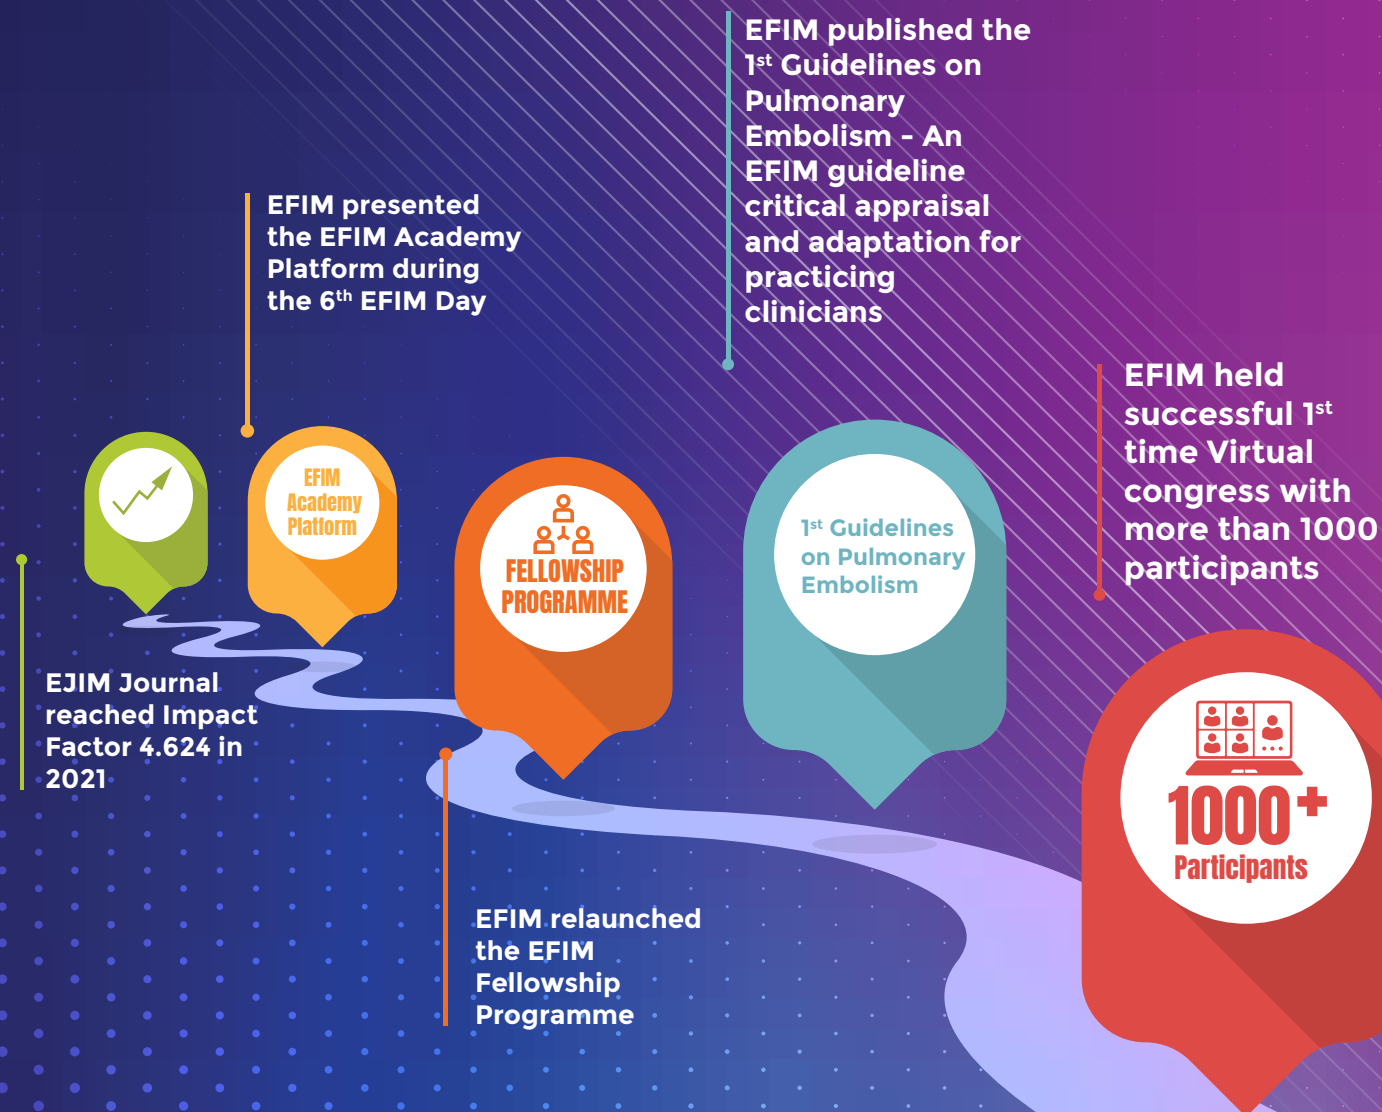 EFIM published the
1st Guidelines on
Pulmonary
Embolism - An
EFIM guideline
critical appraisal
and adaptation for
practicing
clinicians
EFIM presented
the EFIM Academy
Platform during
the 6th EFIM Day
EFIM held
successful 1st
time Virtual
congress with
more than 1000
participants
EFIM
Academy
Platform
FELLOWSHIP
PROGRAMME
1st Guidelines
on Pulmonary
Embolism
EJIM Journal
reached Impact
Factor 4.624 in
2021
1000+
Participants
EFIM relaunched
the EFIM
Fellowship
Programme